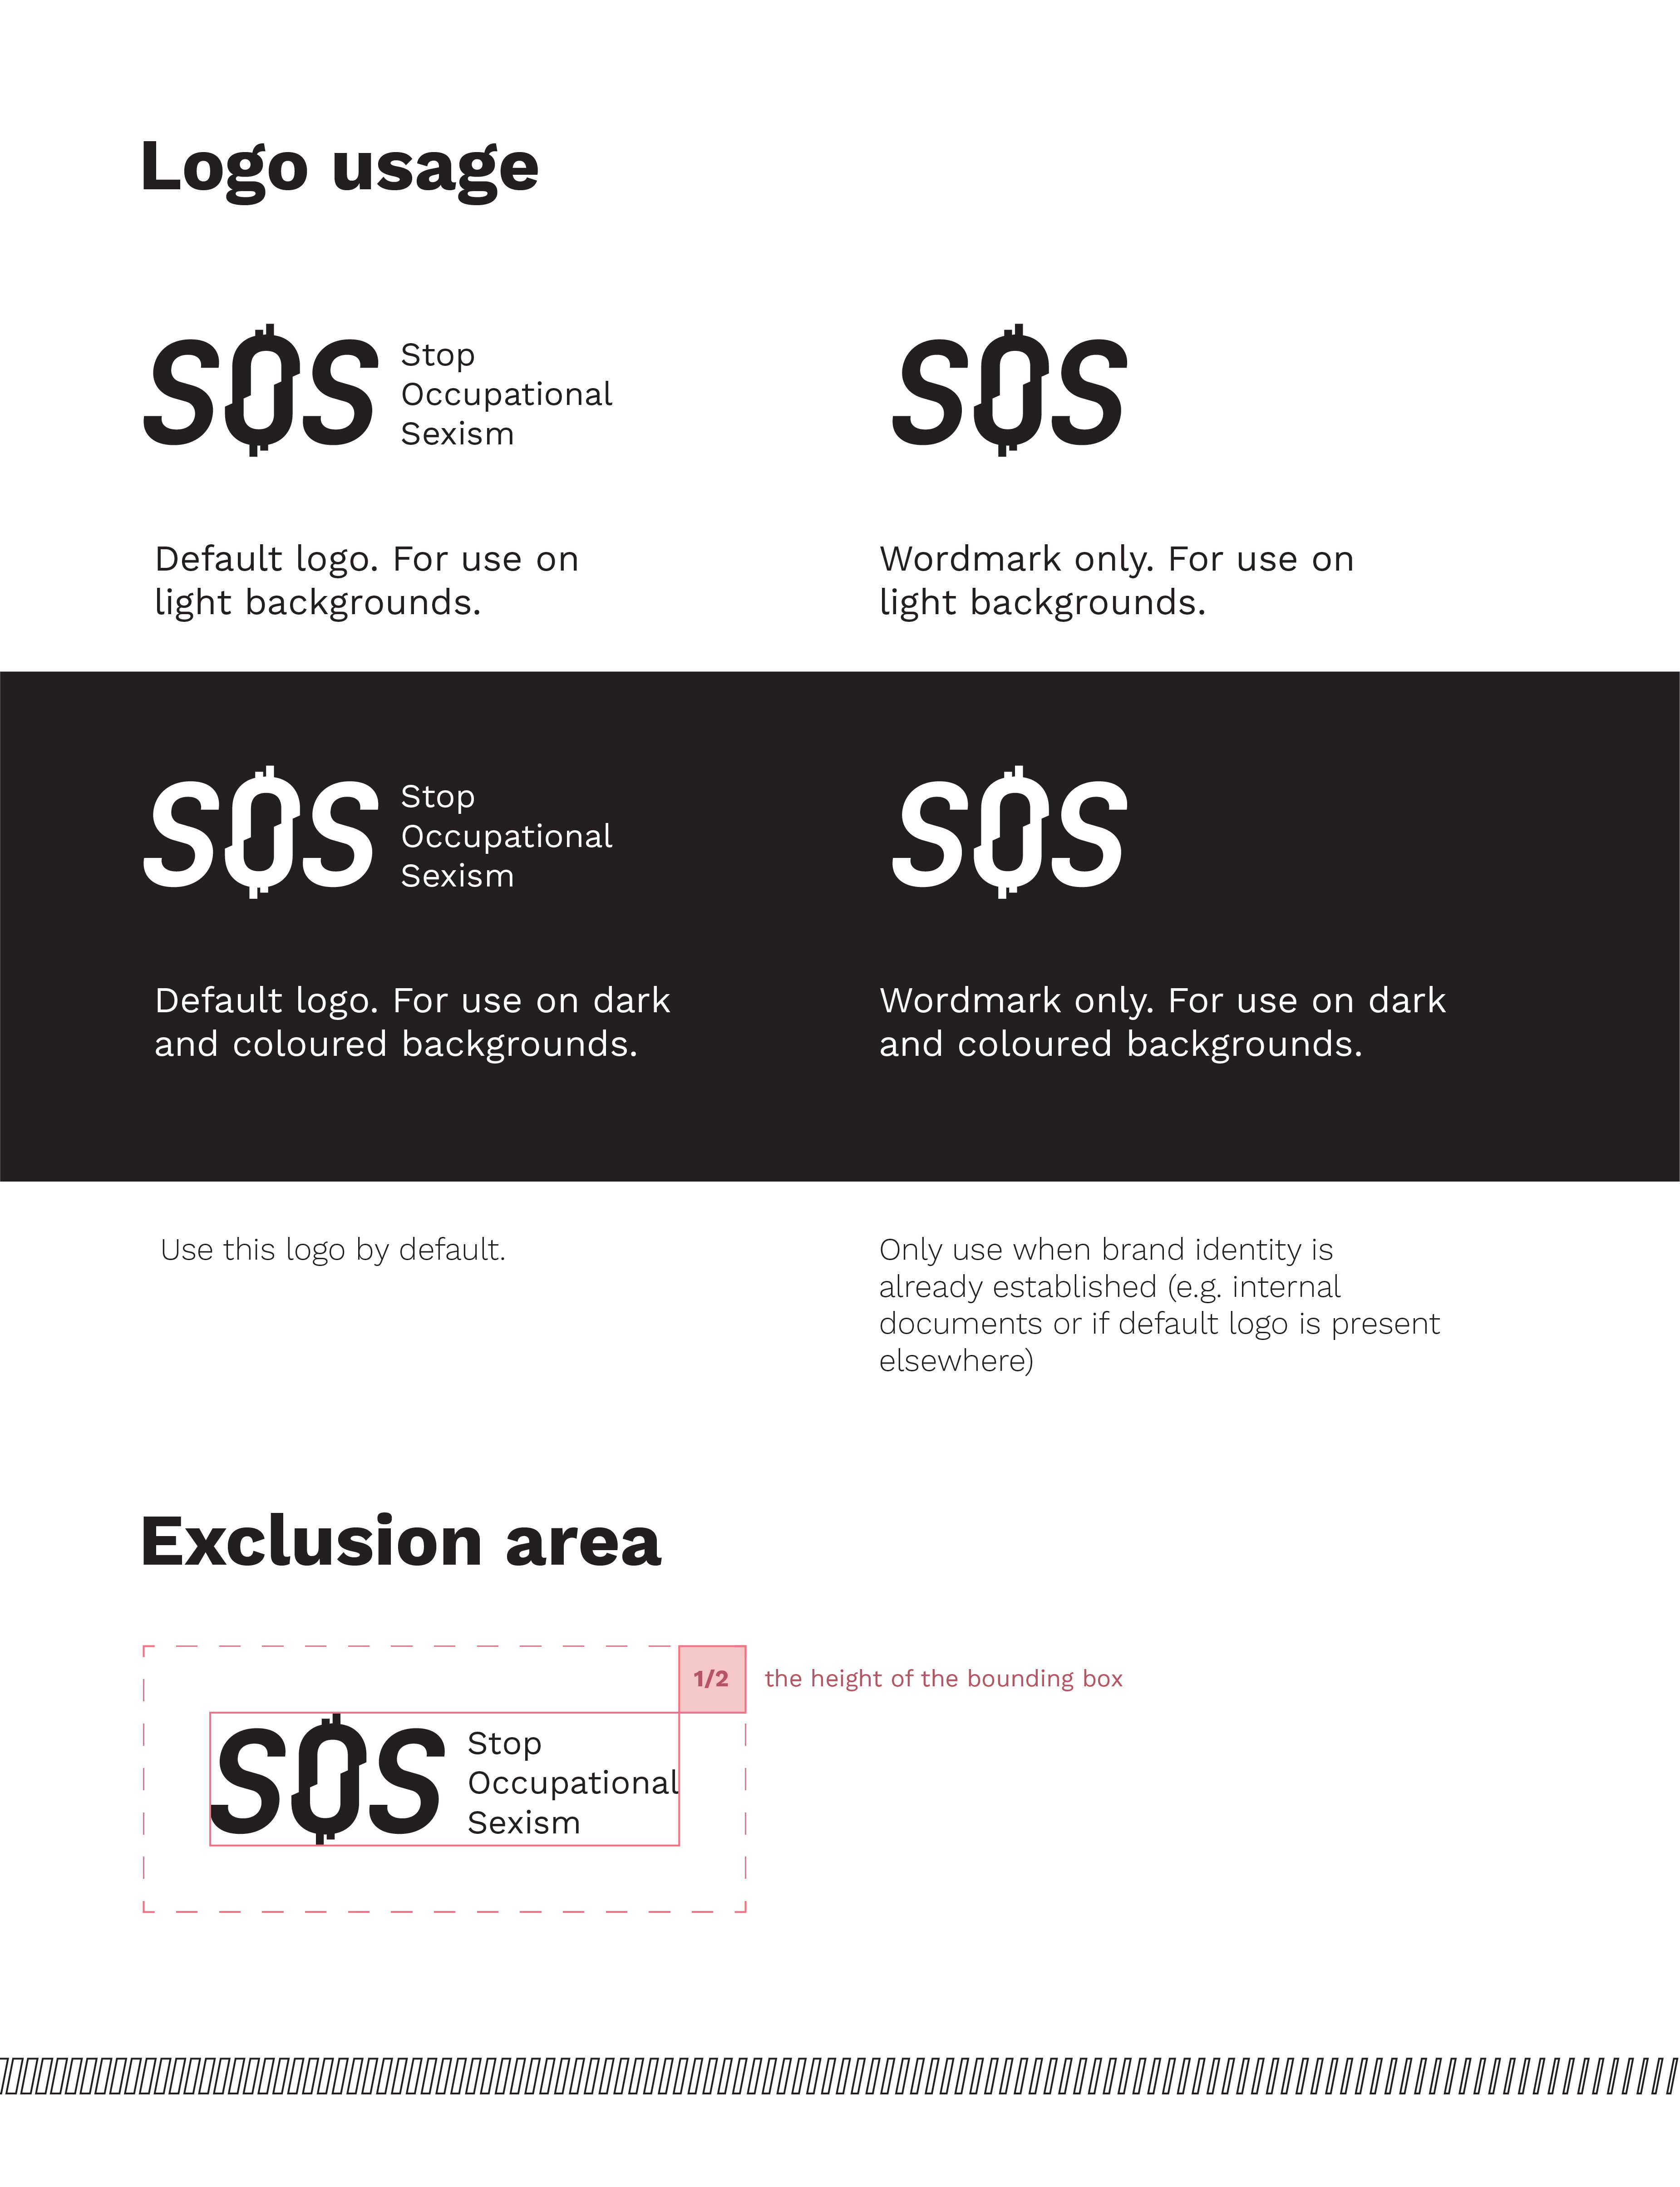 Logo usage
SOS
Stop
Occupational
Sexism
SOS
Default logo. For use on
light backgrounds.
Wordmark only. For use on
light backgrounds.
SOS
Stop
Occupational
Sexism
SOS
Default logo. For use on dark
and coloured backgrounds.
Wordmark only. For use on dark
and coloured backgrounds.
Use this logo by default.
Only use when brand identity is
already established (e.g. internal
documents or if default logo is present
elsewhere)
Exclusion area
1/2 the height of the bounding box
SOS
Stop
Occupational
Sexism